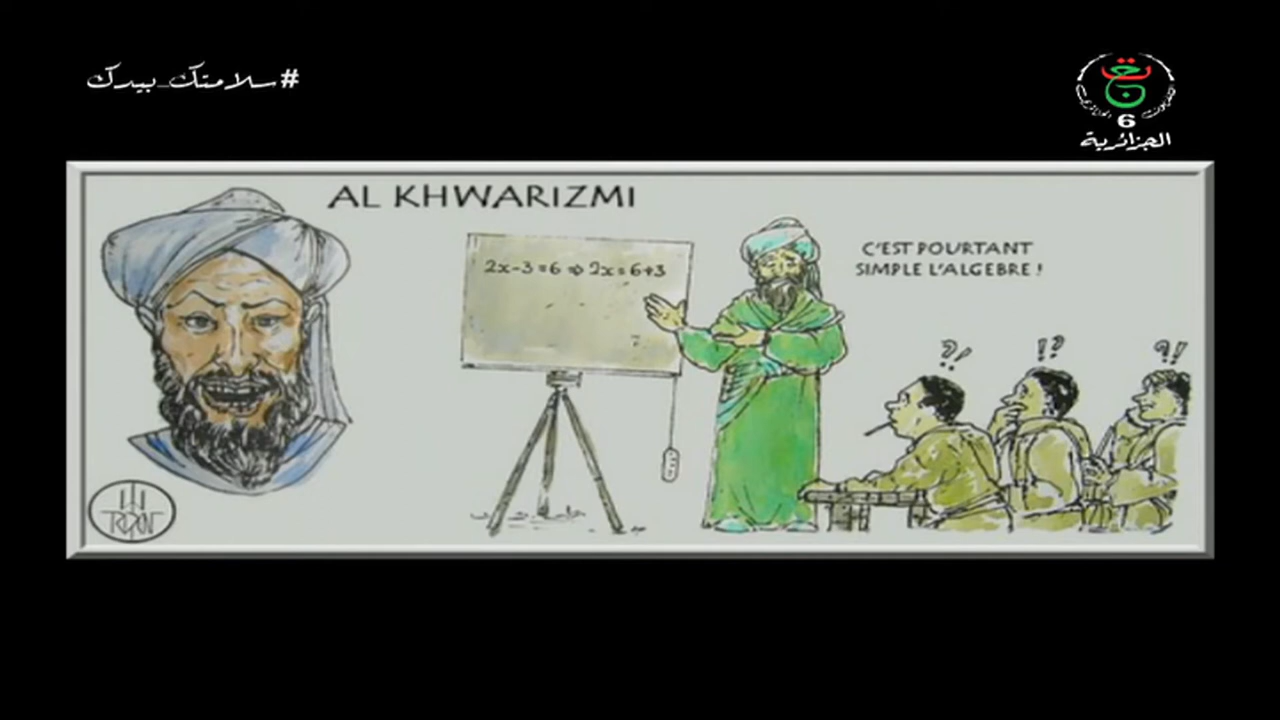 #سلامتك_بيدك
6
الجزائرية
AL KHWARIZMI
2x-3=6 => 2x=6+3
C'EST POURTANT
SIMPLE L'ALGEBRE !
?!
!?
?!